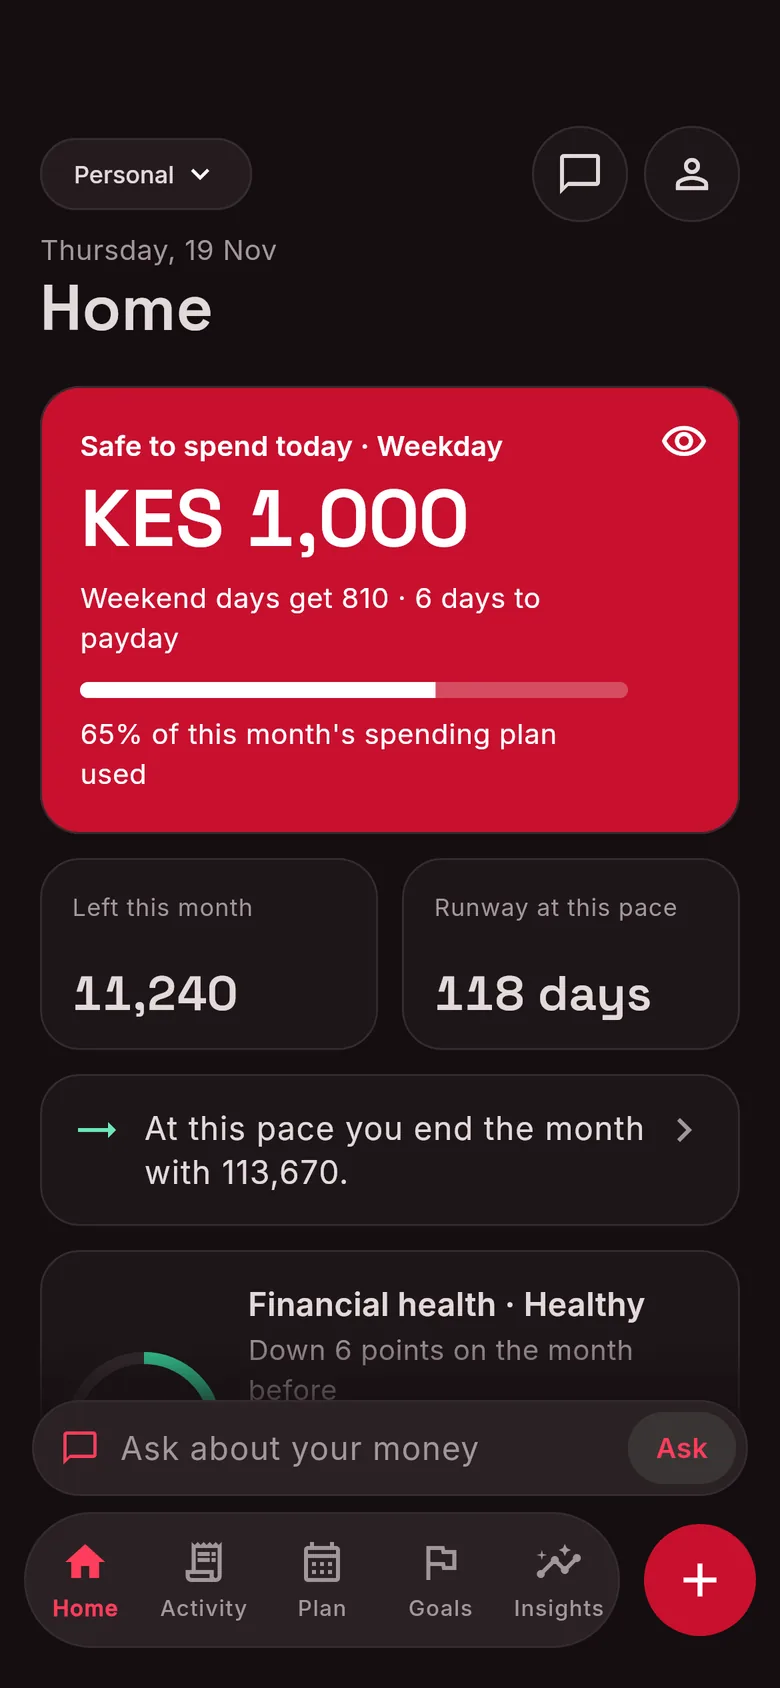 Personal
Thursday, 19 Nov
Home
Safe to spend today · Weekday
KES 1,000
Weekend days get 810 · 6 days to
payday
65% of this month's spending plan
used
Left this month
11,240
Runway at this pace
118 days
At this pace you end the month
with 113,670.
Financial health · Healthy
Down 6 points on the month
before
Ask about your money
Ask
Home
Activity
Plan
Goals
Insights